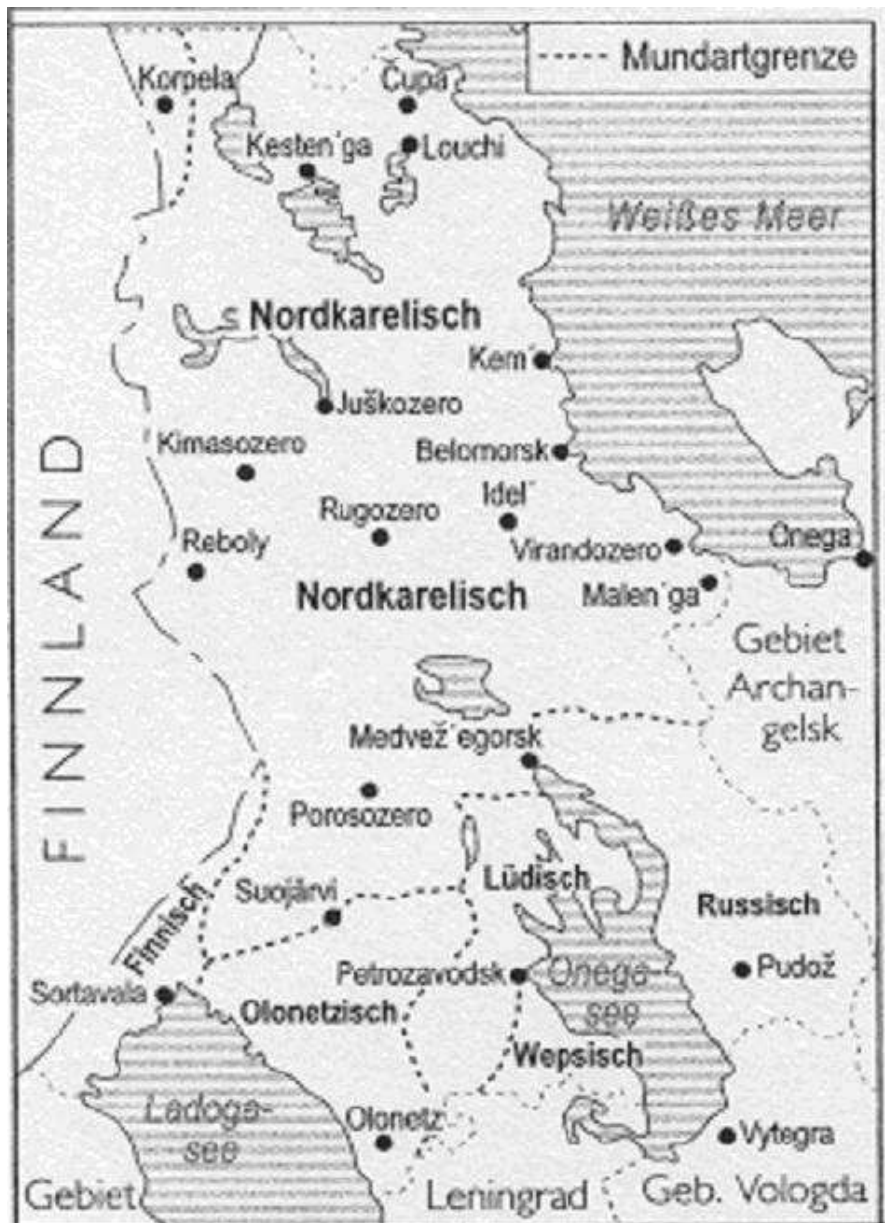 Mundartgrenze
Korpela
Čupa
Kesten´ga
Louchi
Weißes Meer
Nordkarelisch
Kem´
Juškozero
Kimasozero
Belomorsk
Idel´
Rugozero
Reboly
Virandozero
Onega
Malen´ga
Nordkarelisch
FINNLAND
Gebiet
Archan-
gelsk
Medvež´egorsk
Porosozero
Lüdisch
Suojärvi
Russisch
Finnisch
Petrozavodsk
Onega-
see
Pudož
Sortavala
Olonetzisch
Wepsisch
Ladoga-
see
Olonetz
Vytegra
Gebiet
Leningrad
Geb. Vologda